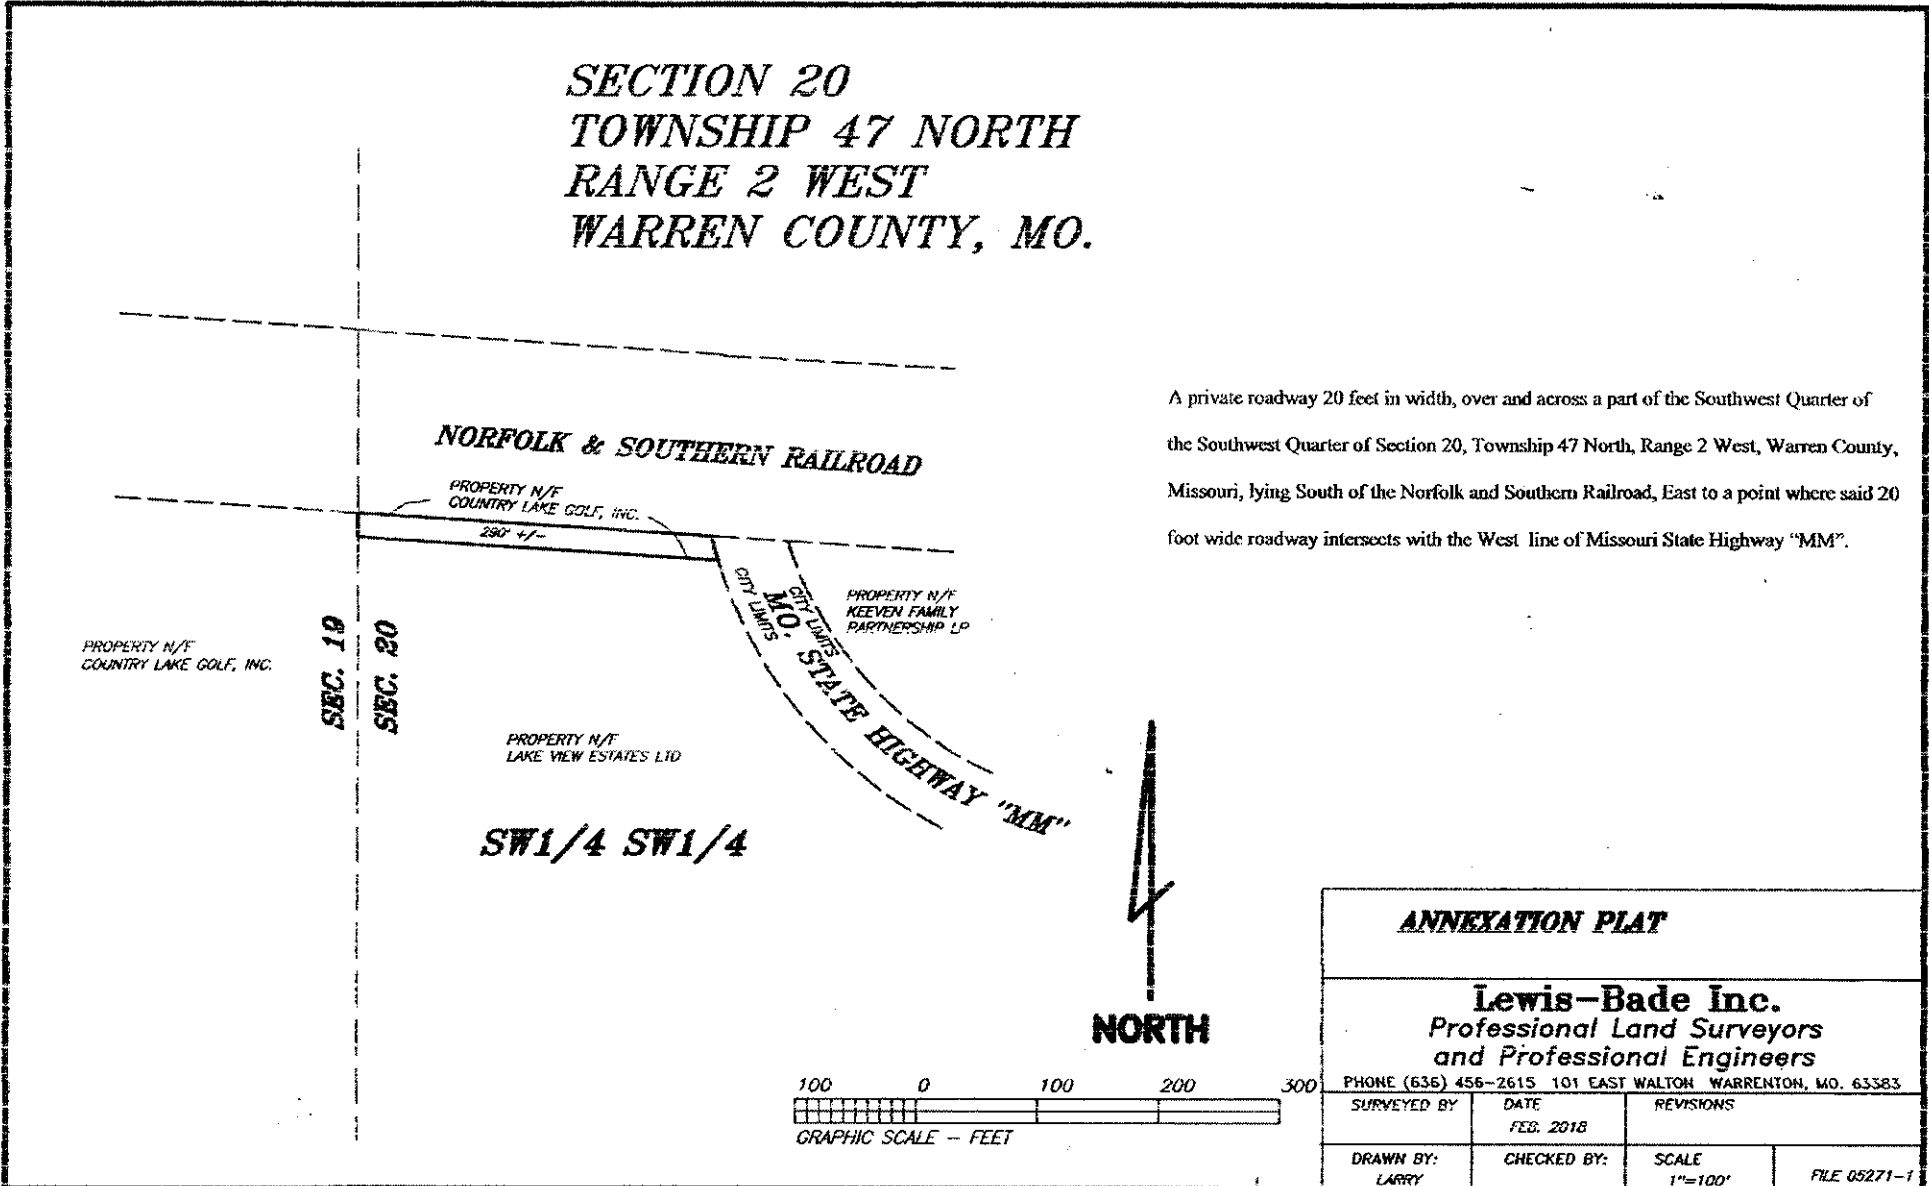 SECTION 20
TOWNSHIP 47 NORTH
RANGE 2 WEST
WARREN COUNTY, MO.
NORFOLK & SOUTHERN RAILROAD
PROPERTY N/F
COUNTRY LAKE GOLF, INC.
290' +/-
A private roadway 20 feet in width, over and across a part of the Southwest Quarter of
the Southwest Quarter of Section 20, Township 47 North, Range 2 West, Warren County,
Missouri, lying South of the Norfolk and Southern Railroad, East to a point where said 20
foot wide roadway intersects with the West line of Missouri State Highway "MM".
CITY LIMITS
CITY LIMITS
MO. STATE HIGHWAY "MM"
PROPERTY N/F
KEEVEN FAMILY
PARTNERSHIP LP
PROPERTY N/F
COUNTRY LAKE GOLF, INC.
SEC. 19
SEC. 20
PROPERTY N/F
LAKE VIEW ESTATES LTD
SW1/4 SW1/4
NORTH
100 0 100 200 300
GRAPHIC SCALE - FEET
ANNEXATION PLAT
Lewis-Bade Inc.
Professional Land Surveyors
and Professional Engineers
PHONE (636) 456-2615 101 EAST WALTON WARRENTON, MO. 63383
SURVEYED BY
DATE
FEB. 2018
REVISIONS
DRAWN BY:
LARRY
CHECKED BY:
SCALE
1"=100'
FILE 05271-1